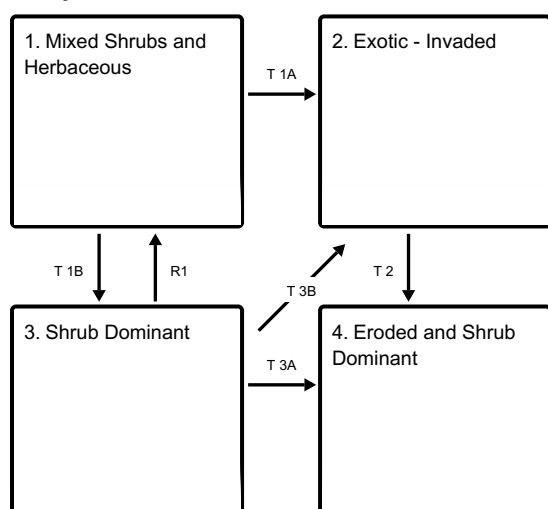 1. Mixed Shrubs and
Herbaceous
T 1A
2. Exotic - Invaded
T 1B
R1
T 3B
T 2
3. Shrub Dominant
T 3A
4. Eroded and Shrub
Dominant